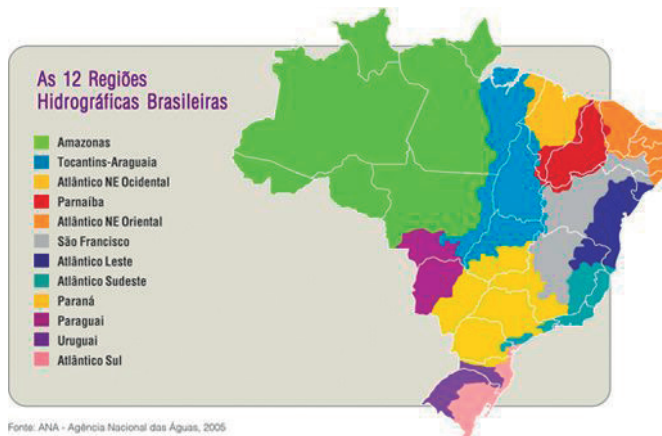 As 12 Regiões
Hidrográficas Brasileiras
Amazonas
Tocantins-Araguaia
Atlântico NE Ocidental
Parnaíba
Atlântico NE Oriental
São Francisco
Atlântico Leste
Atlântico Sudeste
Paraná
Paraguai
Uruguai
Atlântico Sul
Fonte: ANA - Agência Nacional das Águas, 2005